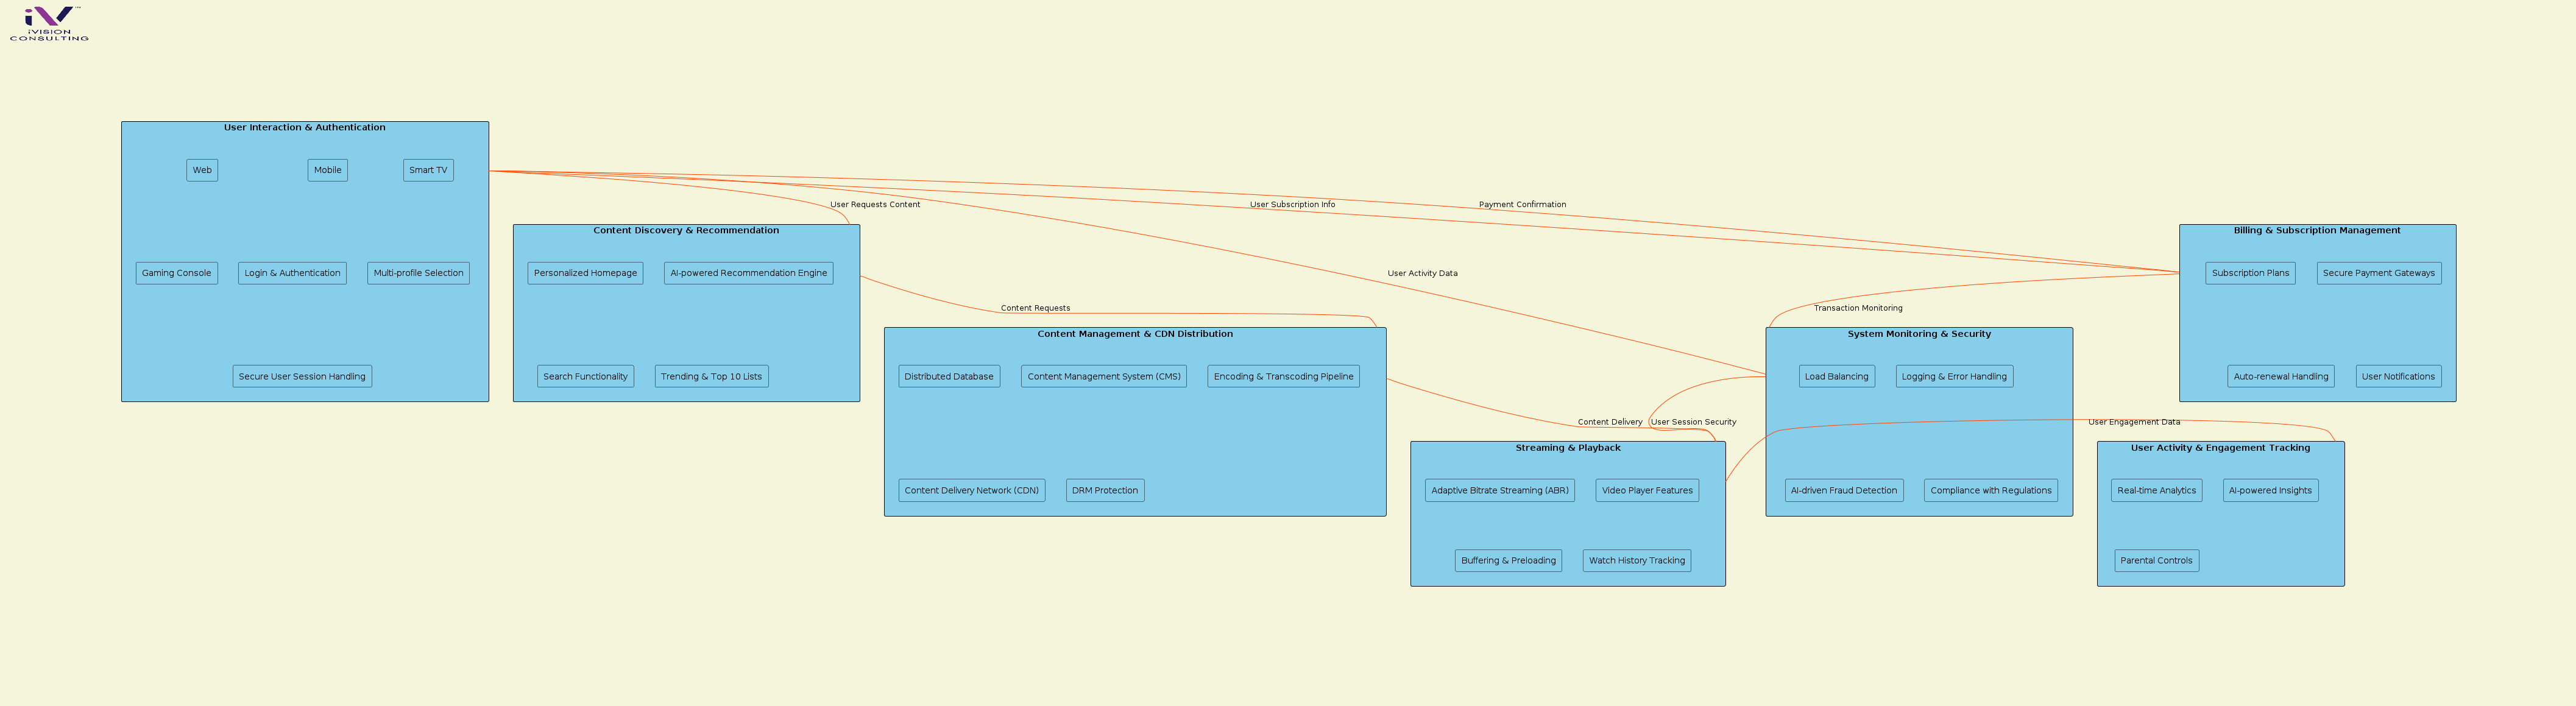 iV
iVISION
CONSULTING
User Interaction & Authentication
Web
Mobile
Smart TV
Gaming Console
Login & Authentication
Multi-profile Selection
Secure User Session Handling
User Requests Content
User Subscription Info
Payment Confirmation
User Activity Data
Content Discovery & Recommendation
Personalized Homepage
AI-powered Recommendation Engine
Search Functionality
Trending & Top 10 Lists
Content Requests
Content Management & CDN Distribution
Distributed Database
Content Management System (CMS)
Encoding & Transcoding Pipeline
Content Delivery Network (CDN)
DRM Protection
Content Delivery
User Session Security
Streaming & Playback
Adaptive Bitrate Streaming (ABR)
Video Player Features
Buffering & Preloading
Watch History Tracking
Transaction Monitoring
System Monitoring & Security
Load Balancing
Logging & Error Handling
AI-driven Fraud Detection
Compliance with Regulations
Billing & Subscription Management
Subscription Plans
Secure Payment Gateways
Auto-renewal Handling
User Notifications
User Engagement Data
User Activity & Engagement Tracking
Real-time Analytics
AI-powered Insights
Parental Controls